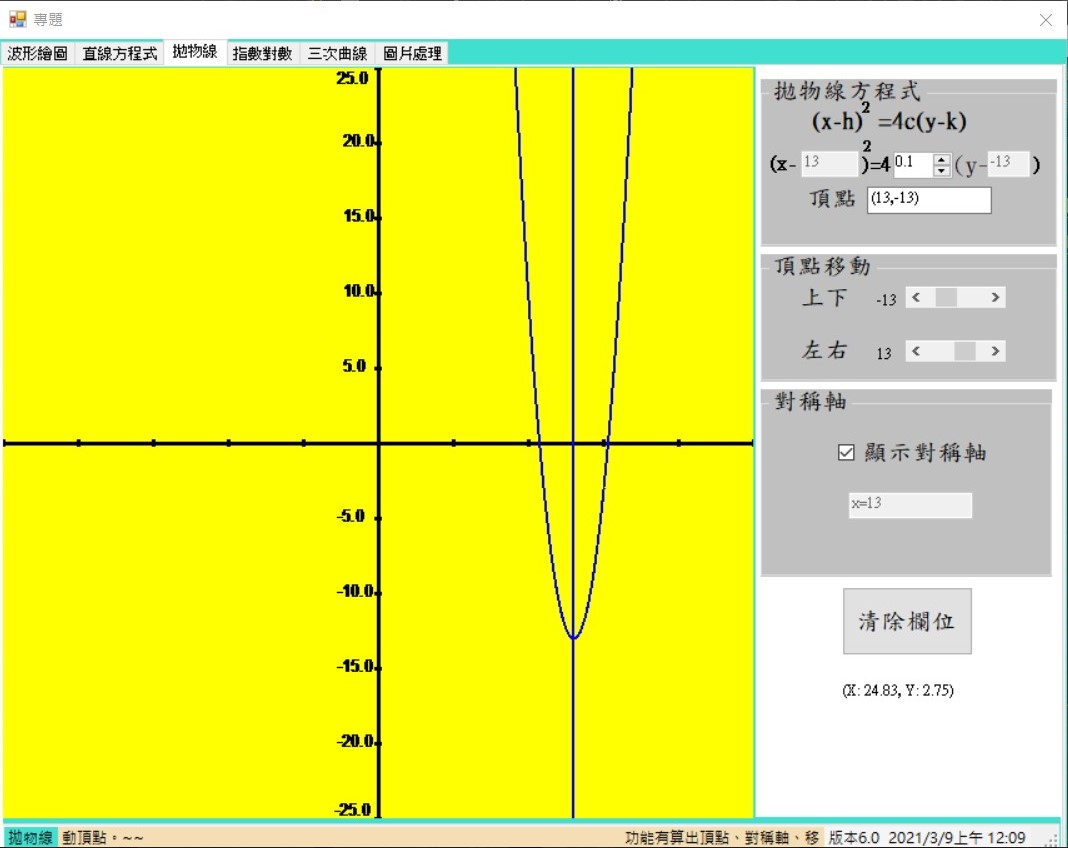 專題
波形繪圖 直線方程式 拋物線 指數對數 三次曲線 圖片處理
25.0
20.0
15.0
10.0
5.0
-5.0
-10.0
-15.0
-20.0
-25.0
拋物線方程式
(x-h)²=4c(y-k)
(x- 13 )²=4 0.1 (y- -13 )
頂點 (13,-13)
頂點移動
上下 -13
左右 13
對稱軸
顯示對稱軸
x=13
清除欄位
(X: 24.83, Y: 2.75)
拋物線 動頂點。~~ 功能有算出頂點、對稱軸、移 版本6.0 2021/3/9上午 12:09